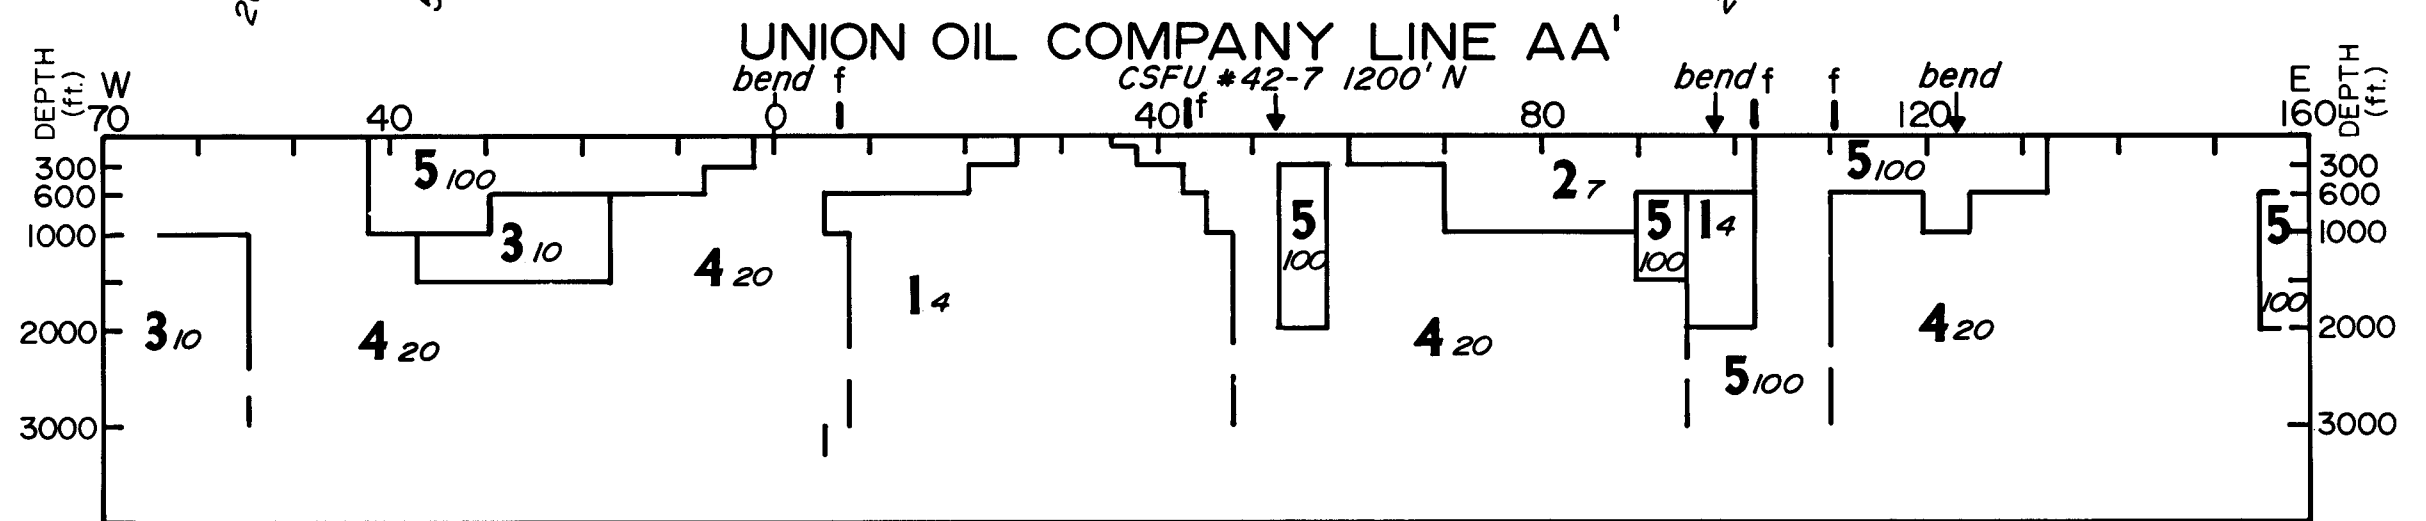 UNION OIL COMPANY LINE AA'
DEPTH (ft.) W bend f CSFU #42-7 1200' N bend f f bend E DEPTH (ft.)
70 40 0 40 f 80 120 160
300 5 100 2 7 5 100 300
600 600
1000 3 10 4 20 5 100 5 100 1 4 5 100 1000
1 4
2000 3 10 4 20 4 20 4 20 2000
5 100
3000 3000